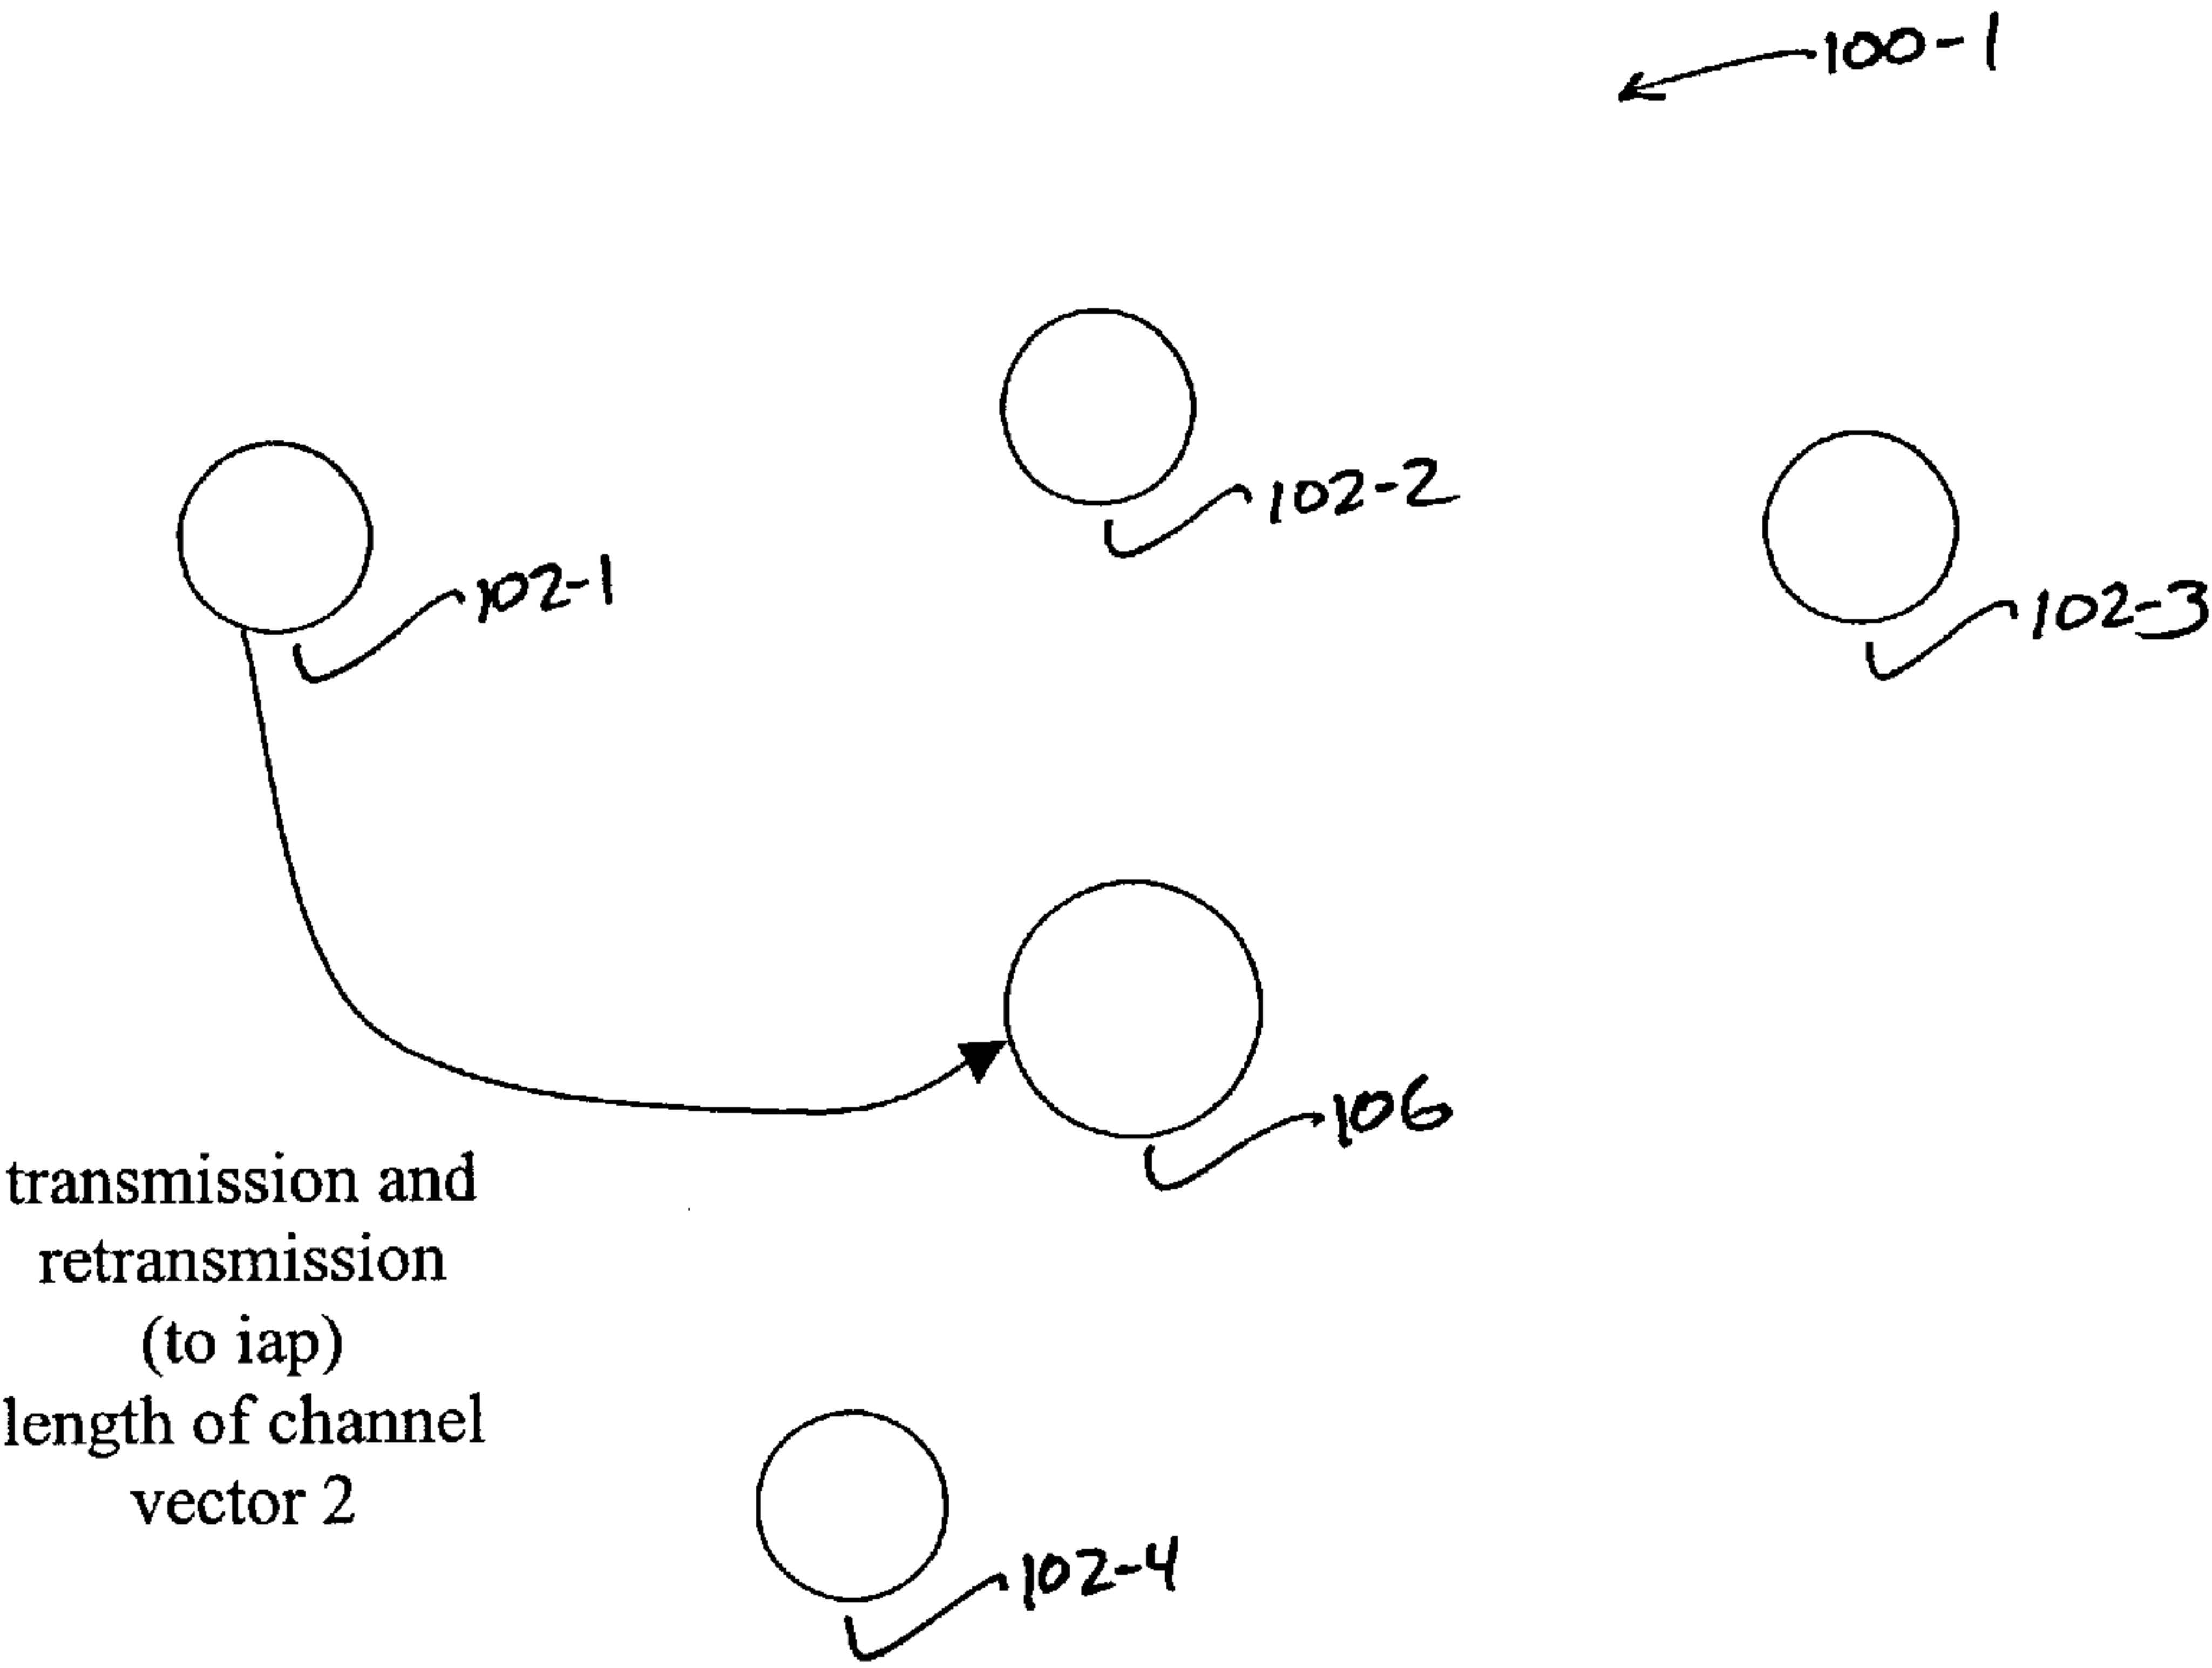 100-1
102-2
102-1
102-3
106
transmission and
retransmission
(to iap)
length of channel
vector 2
102-4